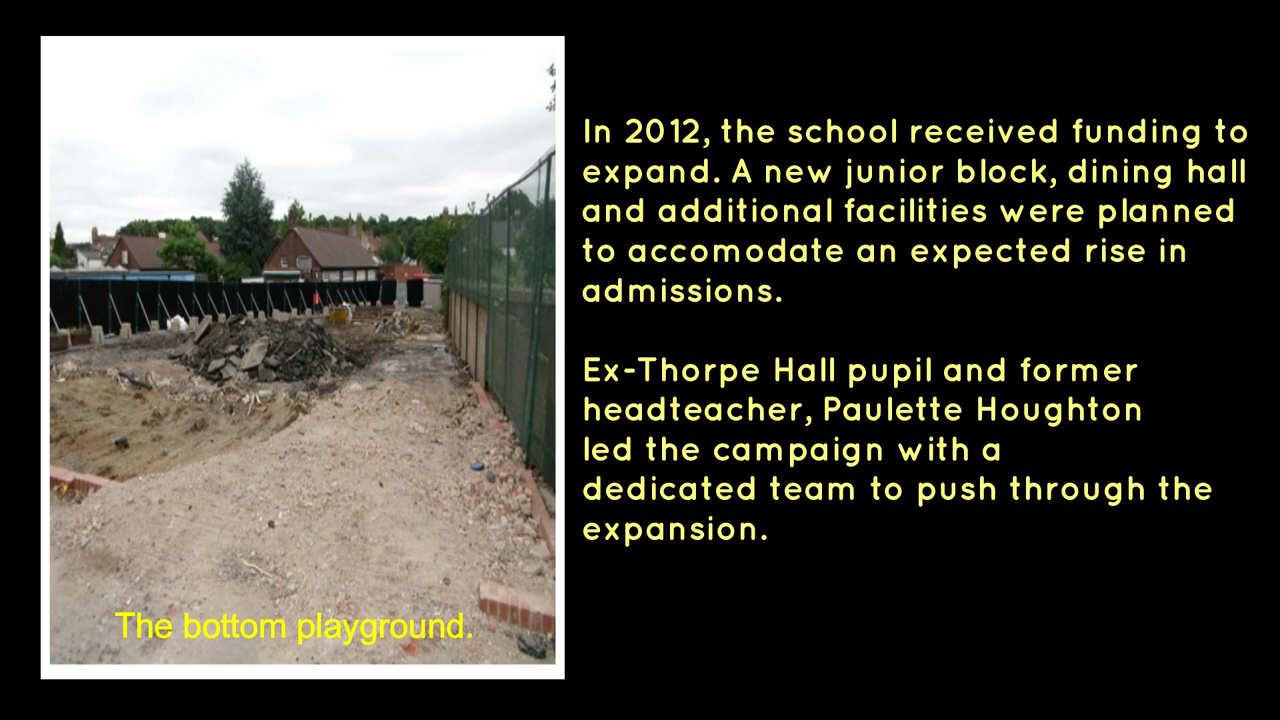 In 2012, the school received funding to
expand. A new junior block, dining hall
and additional facilities were planned
to accomodate an expected rise in
admissions.
Ex-Thorpe Hall pupil and former
headteacher, Paulette Houghton
led the campaign with a
dedicated team to push through the
expansion.
The bottom playground.